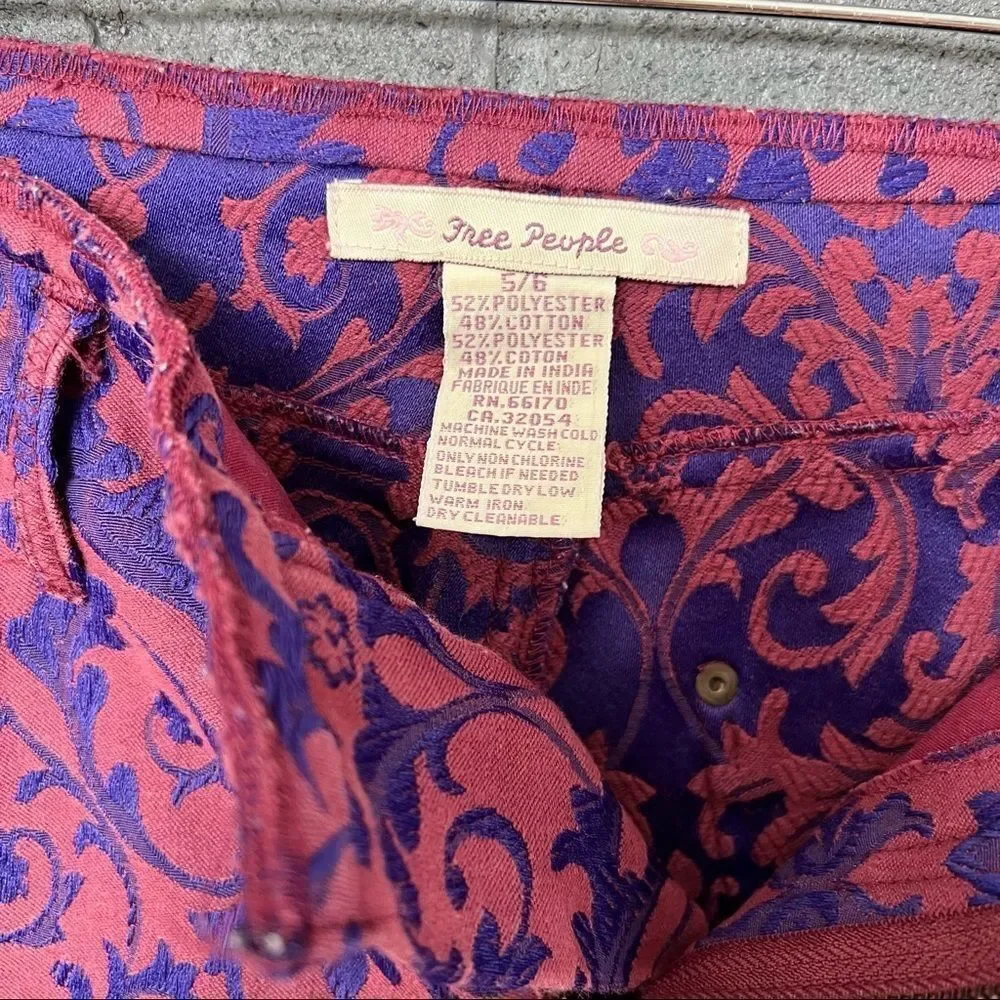 Free People
5/6
52% POLYESTER
48% COTTON
52% POLYESTER
48% COTON
MADE IN INDIA
FABRIQUE EN INDE
RN.66170
CA.32054
MACHINE WASH COLD
NORMAL CYCLE
ONLY NON CHLORINE
BLEACH IF NEEDED
TUMBLE DRY LOW
WARM IRON
DRY CLEANABLE